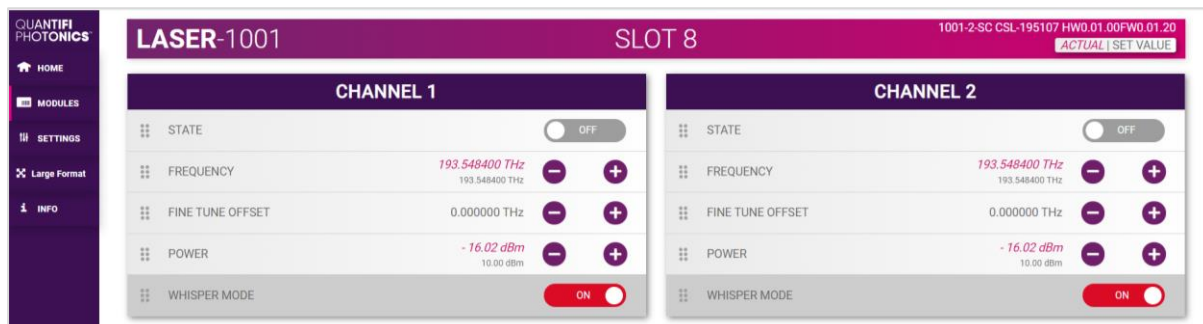 QUANTIFI
PHOTONICS
HOME
MODULES
SETTINGS
Large Format
INFO
LASER-1001
SLOT 8
1001-2-SC CSL-195107 HW0.01.00FW0.01.20
ACTUAL | SET VALUE
CHANNEL 1
STATE OFF
FREQUENCY 193.548400 THz
193.548400 THz
FINE TUNE OFFSET 0.000000 THz
POWER - 16.02 dBm
10.00 dBm
WHISPER MODE ON
CHANNEL 2
STATE OFF
FREQUENCY 193.548400 THz
193.548400 THz
FINE TUNE OFFSET 0.000000 THz
POWER - 16.02 dBm
10.00 dBm
WHISPER MODE ON